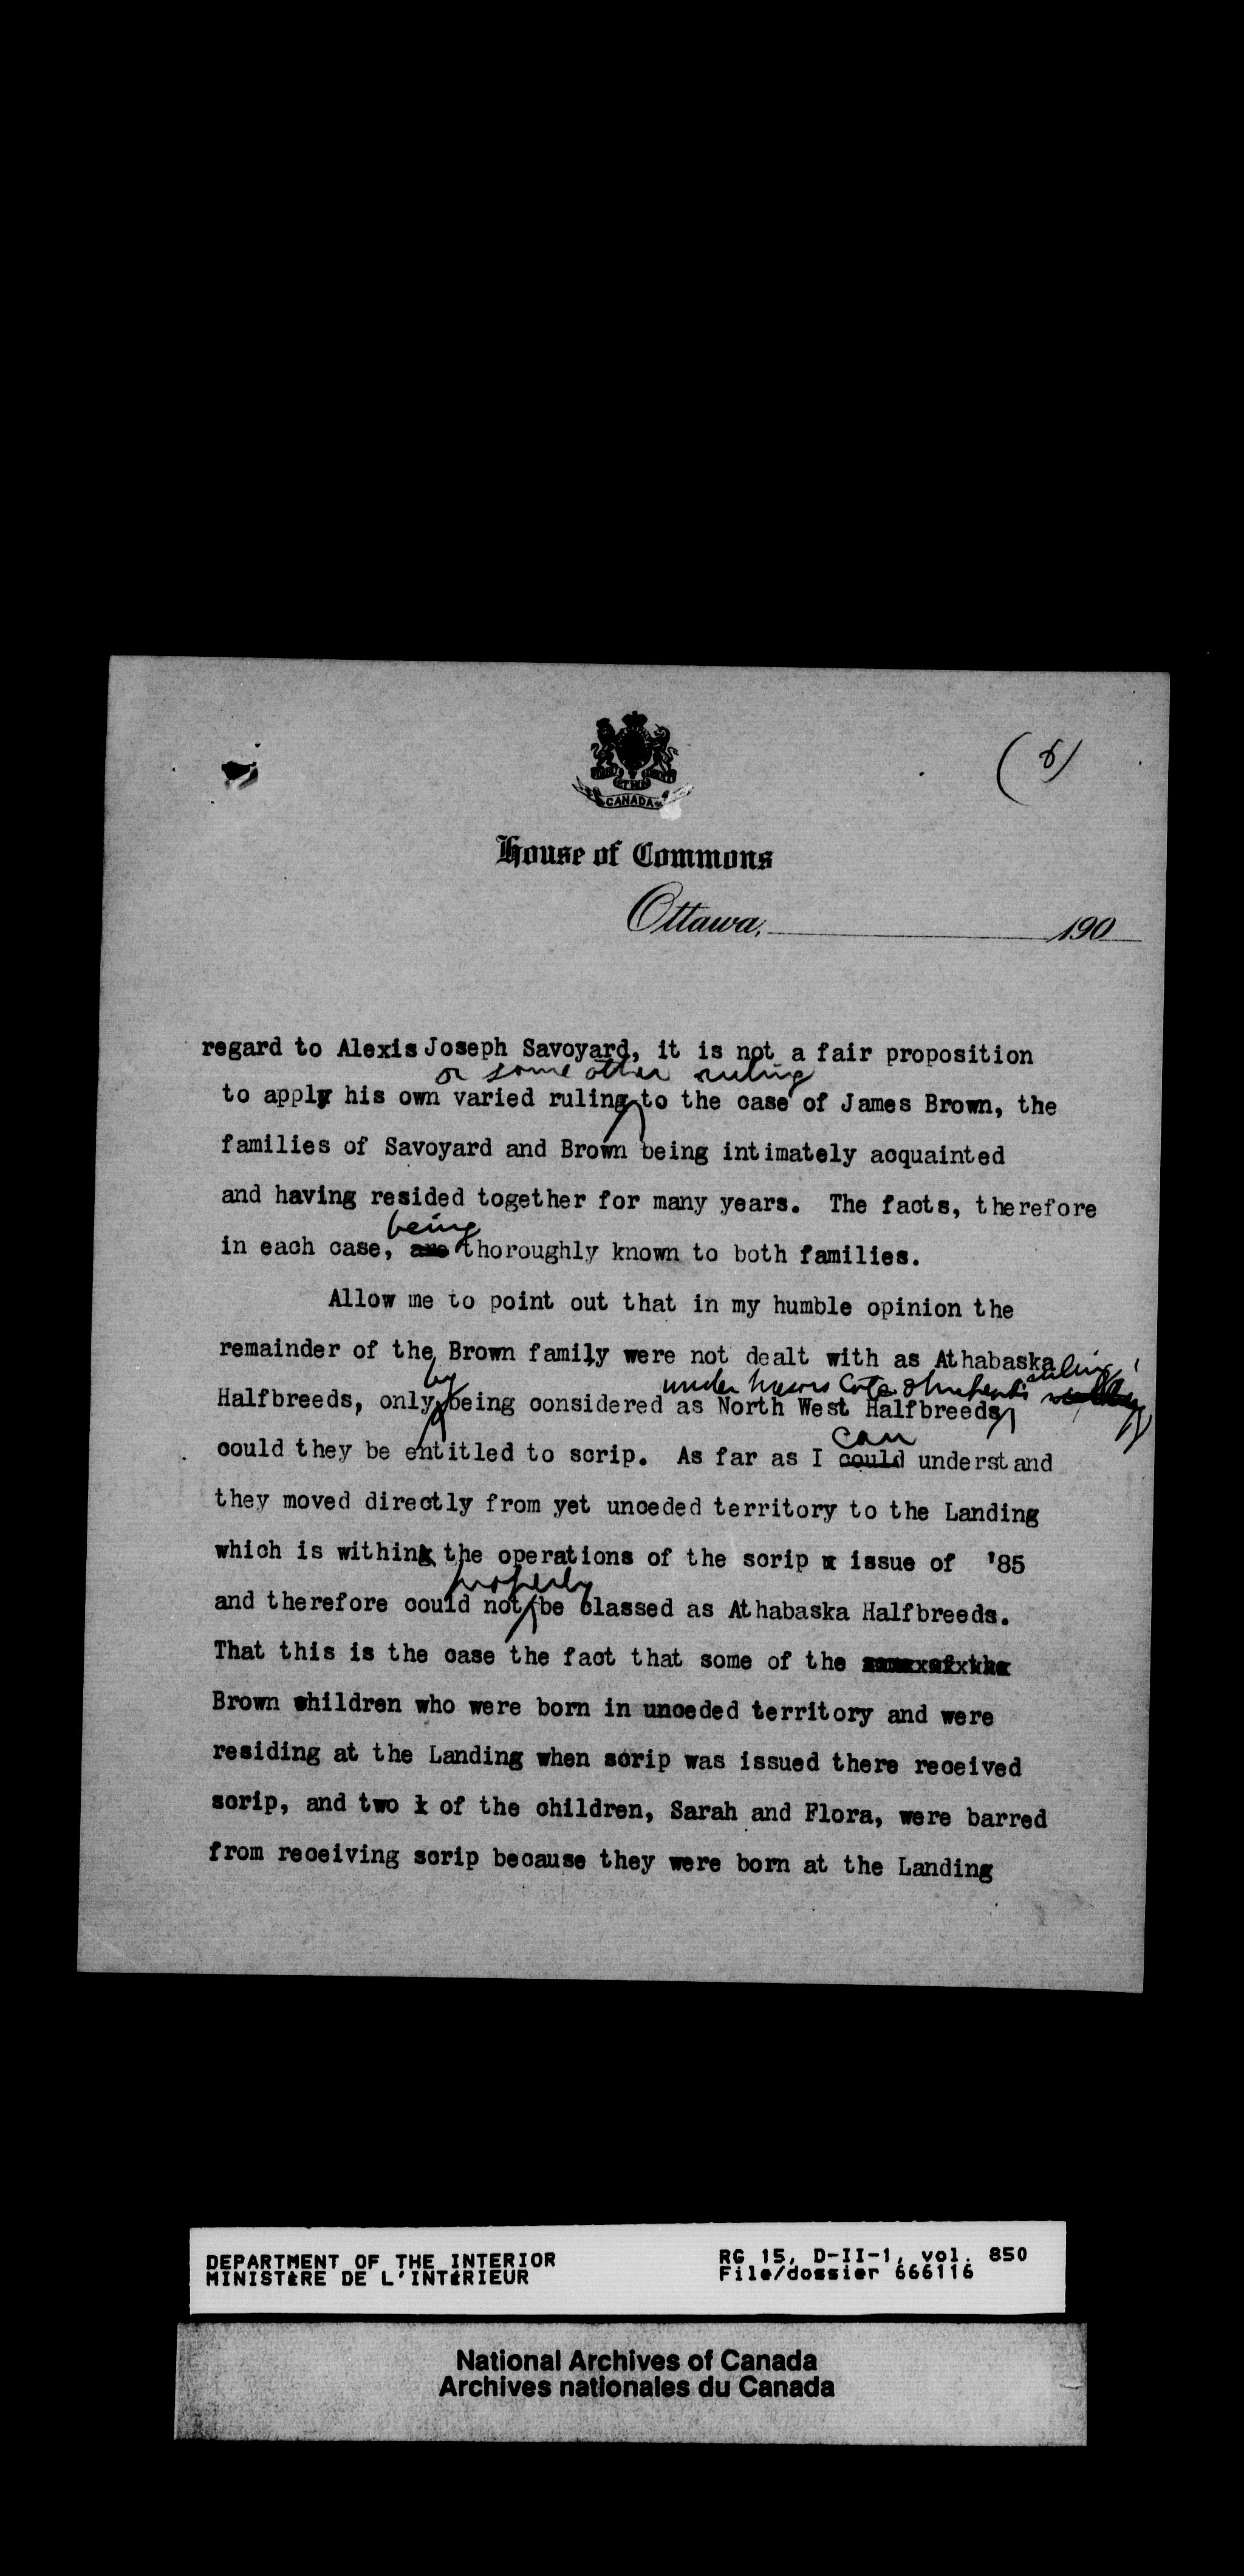 CANADA
(6)
House of Commons
Ottawa, 190
regard to Alexis Joseph Savoyard, it is not a fair proposition
or some other ruling
to apply his own varied ruling to the case of James Brown, the
families of Savoyard and Brown being intimately acquainted
and having resided together for many years. The facts, therefore
being
in each case, are thoroughly known to both families.
Allow me to point out that in my humble opinion the
remainder of the Brown family were not dealt with as Athabaska
by under Messrs Cote & ruling
Halfbreeds, only being considered as North West Halfbreeds
can
could they be entitled to scrip. As far as I could understand
they moved directly from yet unceded territory to the Landing
which is within the operations of the scrip x issue of '85
properly
and therefore could not be classed as Athabaska Halfbreeds.
That this is the case the fact that some of the
Brown children who were born in unceded territory and were
residing at the Landing when scrip was issued there received
scrip, and two k of the children, Sarah and Flora, were barred
from receiving scrip because they were born at the Landing
DEPARTMENT OF THE INTERIOR
MINISTÈRE DE L'INTÉRIEUR
RG 15, D-II-1, vol. 850
File/dossier 666116
National Archives of Canada
Archives nationales du Canada